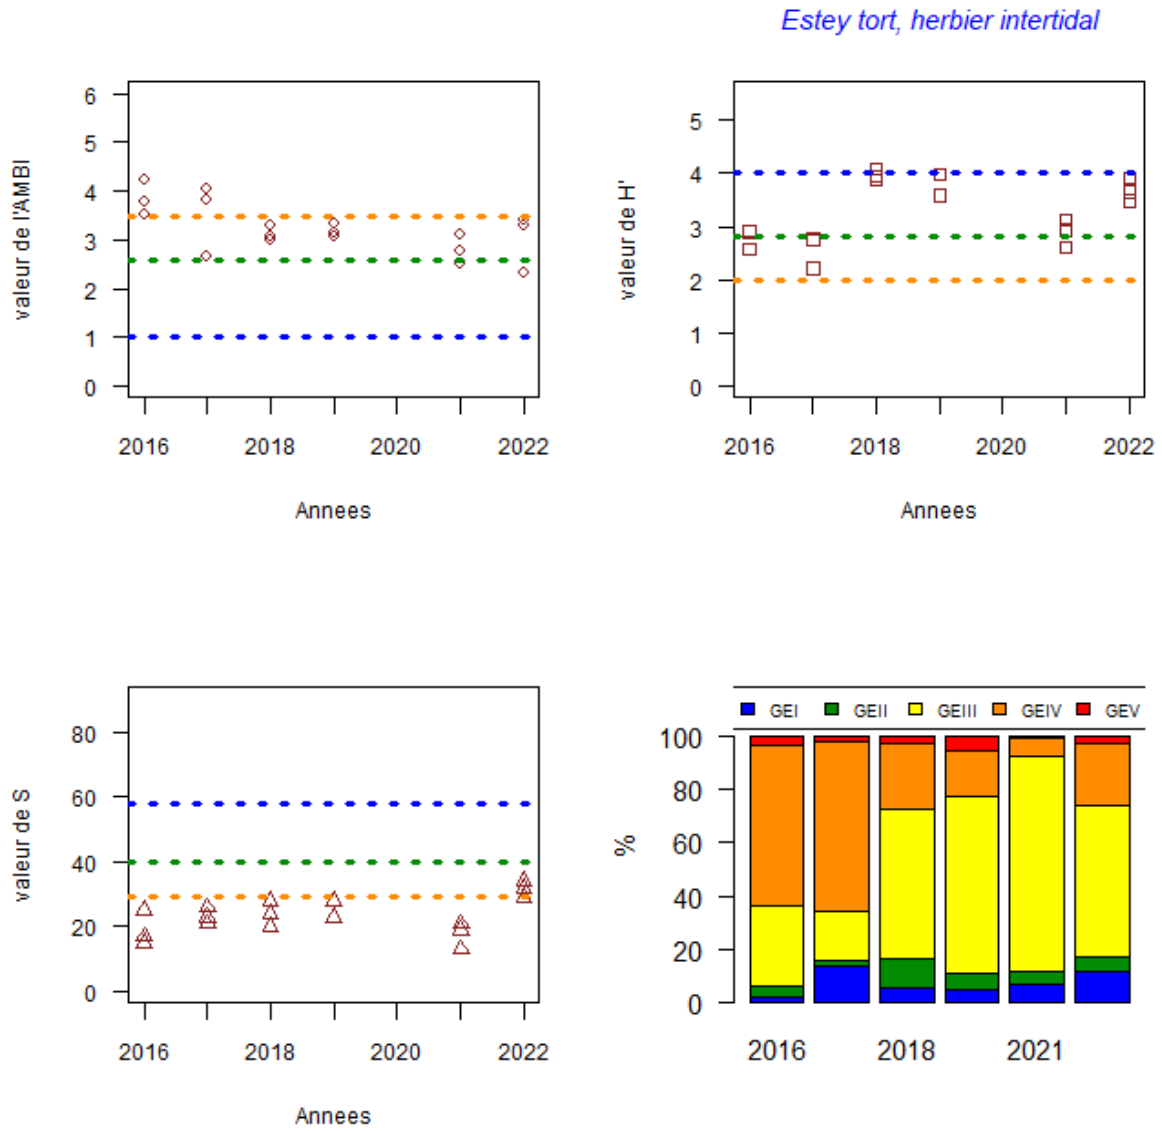 Estey tort, herbier intertidal
valeur de l'AMBI
6
5
4
3
2
1
0
2016 2018 2020 2022
Annees
valeur de H'
5
4
3
2
1
0
2016 2018 2020 2022
Annees
valeur de S
80
60
40
20
0
2016 2018 2020 2022
Annees
GEI GEII GEIII GEIV GEV
%
100
80
60
40
20
0
2016 2018 2021